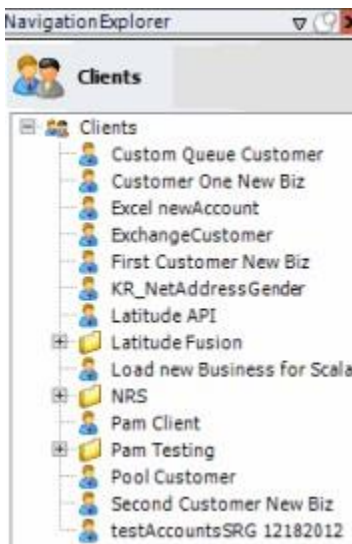 NavigationExplorer
Clients
Clients
Custom Queue Customer
Customer One New Biz
Excel newAccount
ExchangeCustomer
First Customer New Biz
KR_NetAddressGender
Latitude API
Latitude Fusion
Load new Business for Scala
NRS
Pam Client
Pam Testing
Pool Customer
Second Customer New Biz
testAccountsSRG 12182012